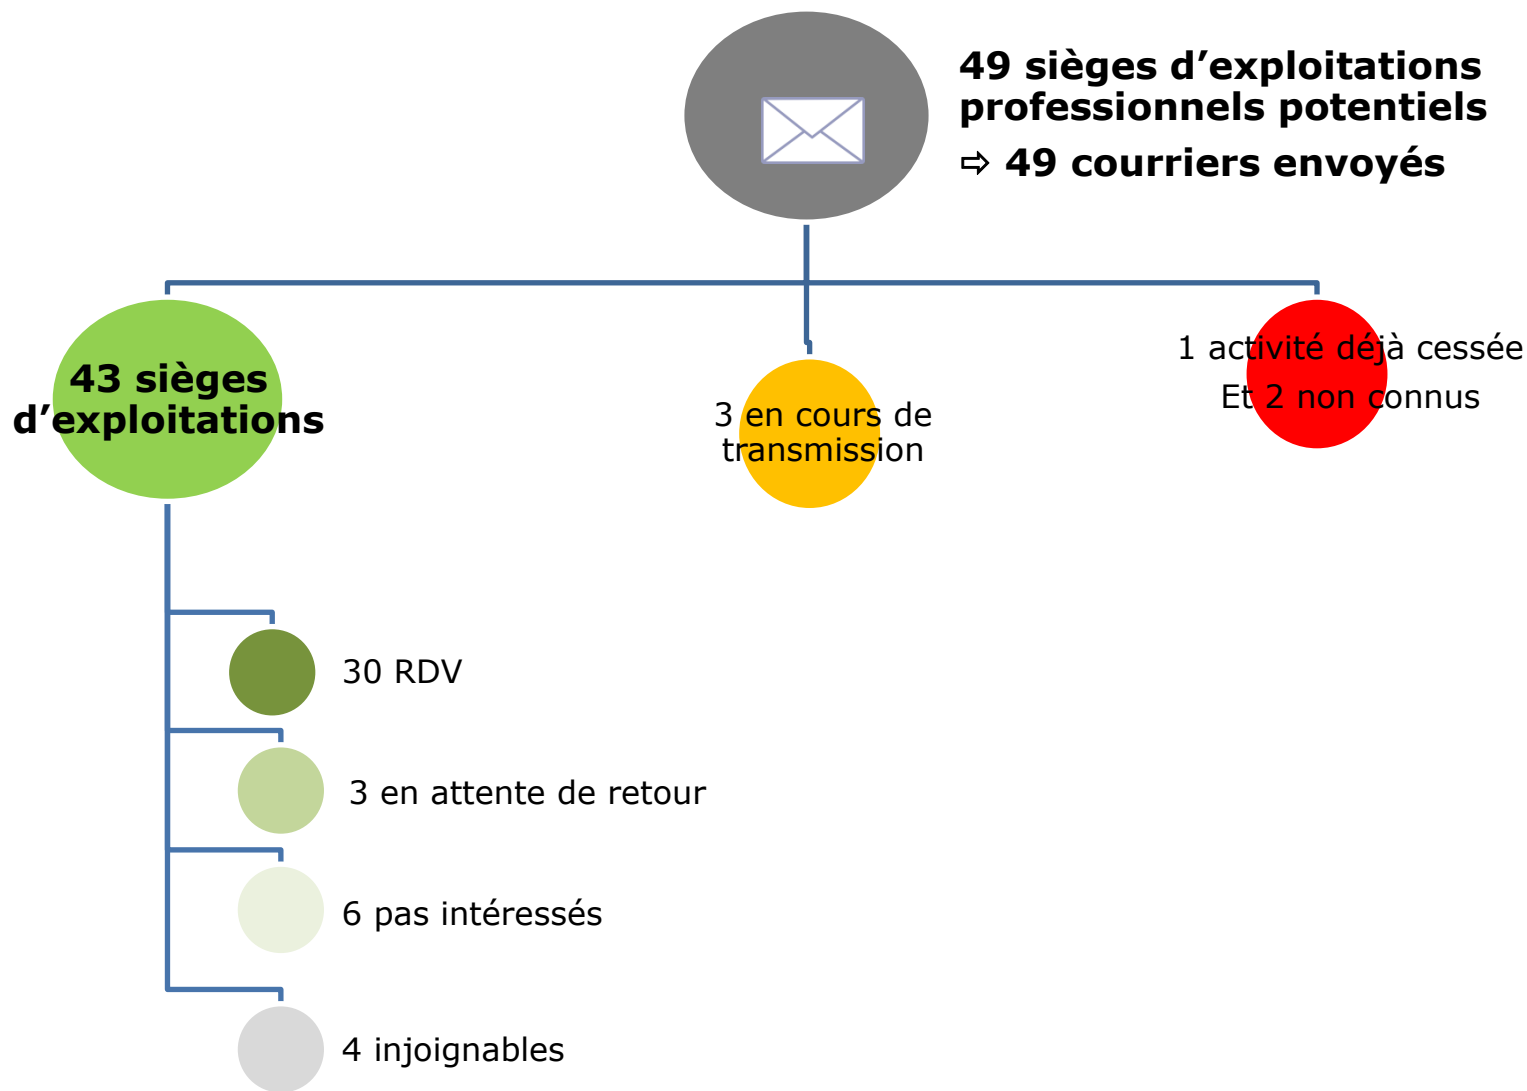 49 sièges d’exploitations
professionnels potentiels
⇨ 49 courriers envoyés
43 sièges
d’exploitations
3 en cours de
transmission
1 activité déjà cessée
Et 2 non connus
30 RDV
3 en attente de retour
6 pas intéressés
4 injoignables